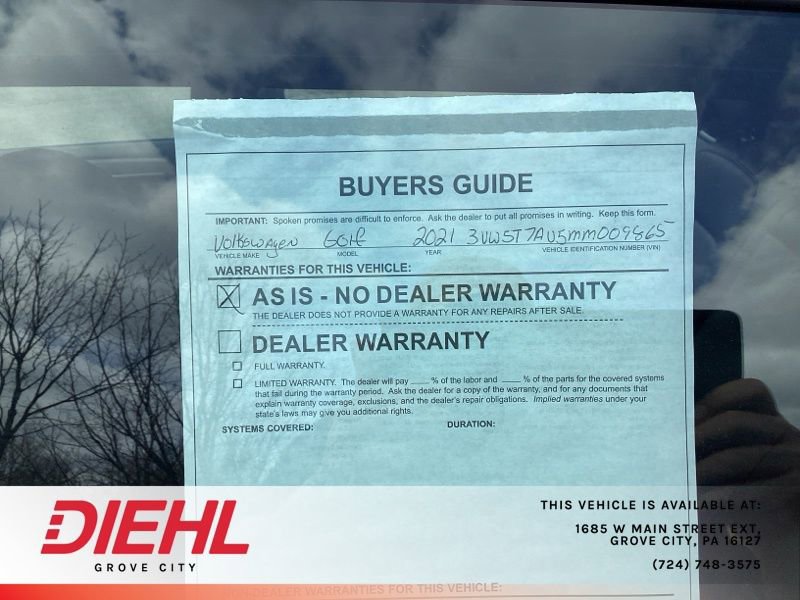 BUYERS GUIDE
IMPORTANT: Spoken promises are difficult to enforce. Ask the dealer to put all promises in writing. Keep this form.
Volkswagen Golf 2021 3VW5T7AU5MM009865
VEHICLE MAKE MODEL YEAR VEHICLE IDENTIFICATION NUMBER (VIN)
WARRANTIES FOR THIS VEHICLE:
AS IS - NO DEALER WARRANTY
THE DEALER DOES NOT PROVIDE A WARRANTY FOR ANY REPAIRS AFTER SALE.
DEALER WARRANTY
FULL WARRANTY.
LIMITED WARRANTY. The dealer will pay ____ % of the labor and ____ % of the parts for the covered systems
that fail during the warranty period. Ask the dealer for a copy of the warranty, and for any documents that
explain warranty coverage, exclusions, and the dealer's repair obligations. Implied warranties under your
state's laws may give you additional rights.
SYSTEMS COVERED: DURATION:
NON-DEALER WARRANTIES FOR THIS VEHICLE:
DIEHL
GROVE CITY
THIS VEHICLE IS AVAILABLE AT:
1685 W MAIN STREET EXT,
GROVE CITY, PA 16127
(724) 748-3575